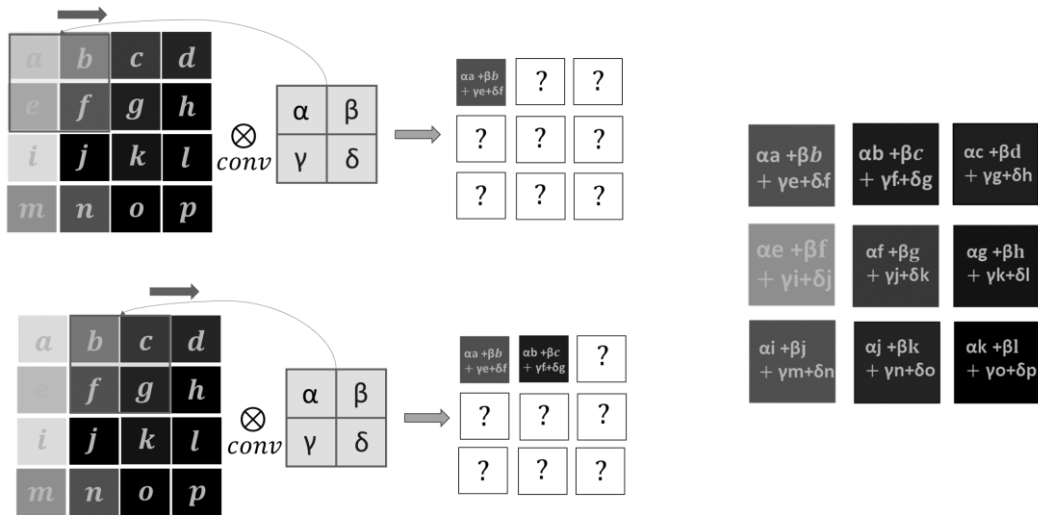 a b c d
e f g h
i j k l
m n o p
⊗
conv
α β
γ δ
αa +βb
+ γe+δf
? ?
? ? ?
? ? ?
a b c d
e f g h
i j k l
m n o p
⊗
conv
α β
γ δ
αa +βb
+ γe+δf
αb +βc
+ γf+δg
?
? ? ?
? ? ?
αa +βb
+ γe+δ.f
αb +βc
+ γf.+δg
αc +βd
+ γg+δh
αe +βf
+ γi+δj
αf +βg
+ γj+δk
αg +βh
+ γk+δl
αi +βj
+ γm+δn
αj +βk
+ γn+δo
αk +βl
+ γo+δp